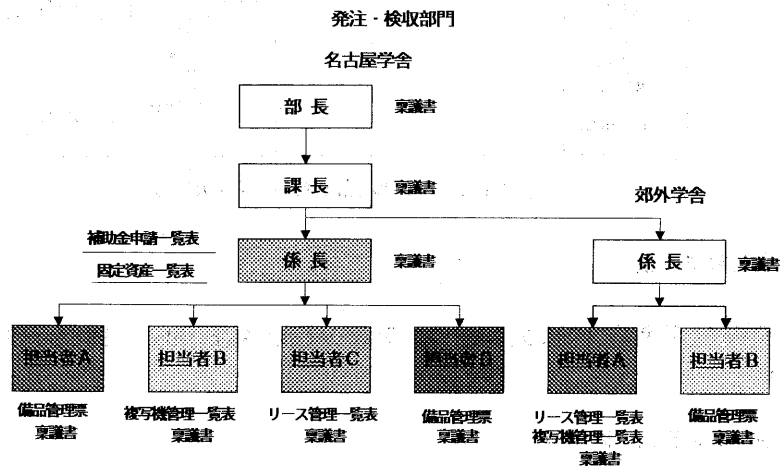 発注・検収部門
名古屋学舎
部 長
稟議書
課 長
稟議書
郊外学舎
補助金申請一覧表
固定資産一覧表
係 長
稟議書
係 長
稟議書
担当者A
担当者B
担当者C
担当者D
担当者A
担当者B
備品管理票
稟議書
複写機管理一覧表
稟議書
リース管理一覧表
稟議書
備品管理票
稟議書
リース管理一覧表
複写機管理一覧表
稟議書
備品管理票
稟議書